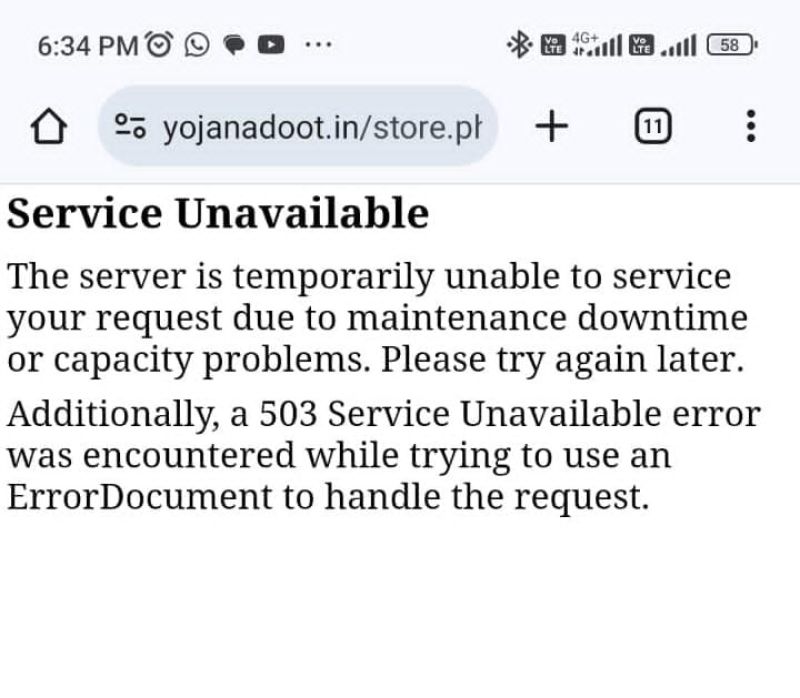 6:34 PM
Vo LTE 4G+ Vo LTE 58
yojanadoot.in/store.ph
11
Service Unavailable
The server is temporarily unable to service
your request due to maintenance downtime
or capacity problems. Please try again later.
Additionally, a 503 Service Unavailable error
was encountered while trying to use an
ErrorDocument to handle the request.